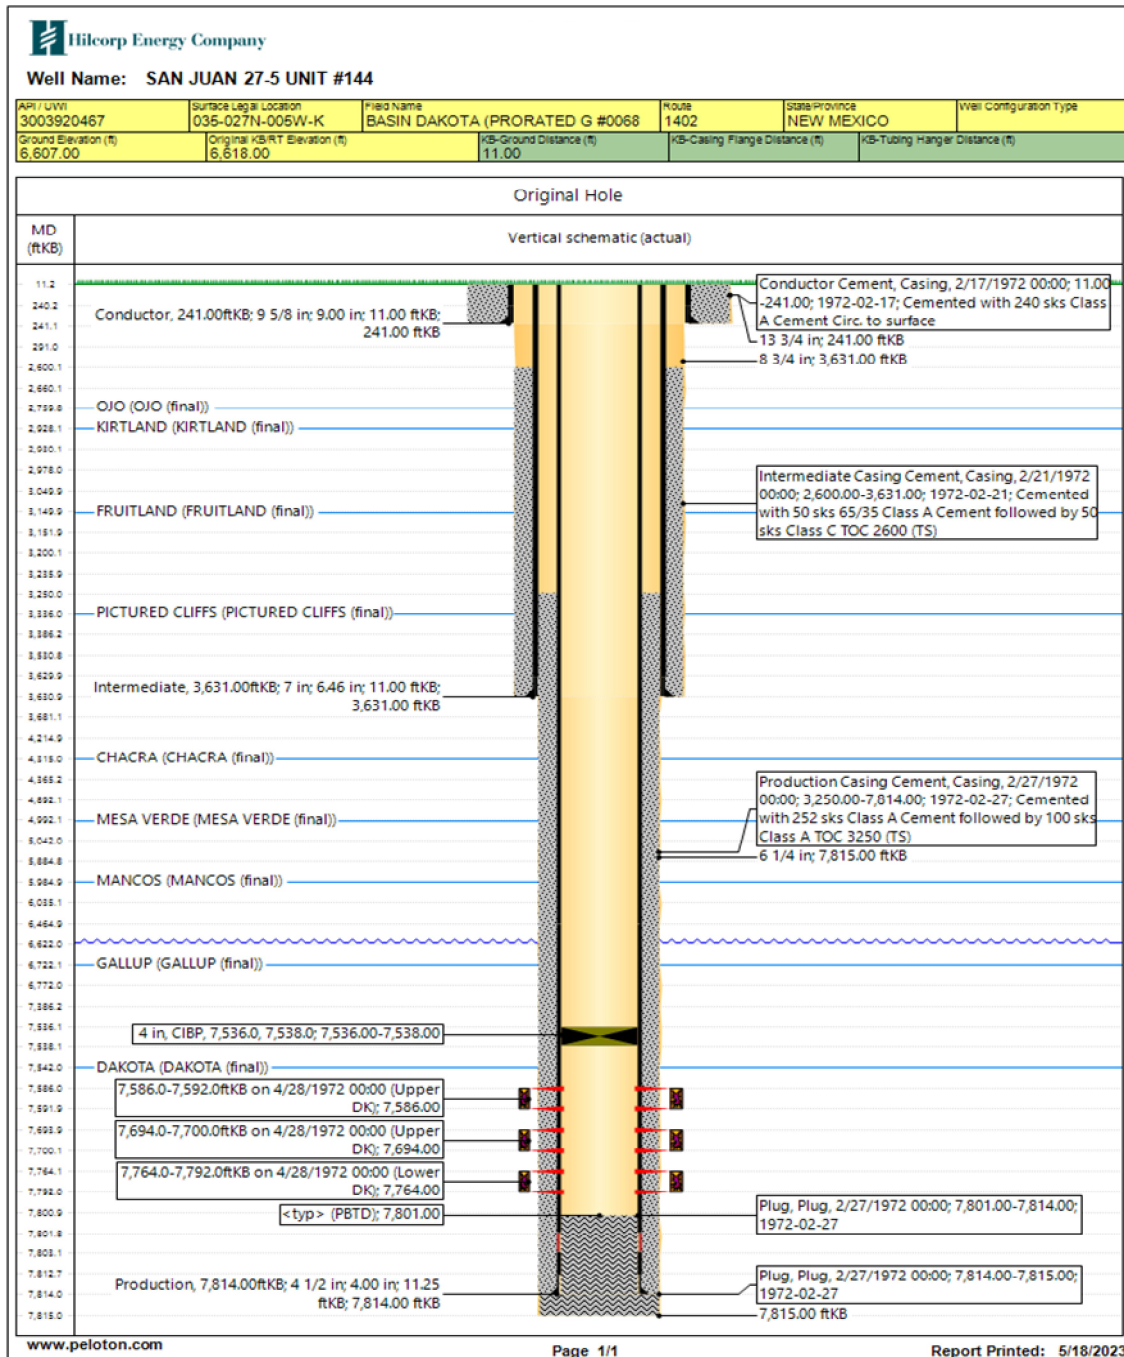 Hilcorp Energy Company
Well Name: SAN JUAN 27-5 UNIT #144
API / UWI
3003920467
Surface Legal Location
035-027N-005W-K
Field Name
BASIN DAKOTA (PRORATED G #0068
Route
1402
State/Province
NEW MEXICO
Well Configuration Type
Ground Elevation (ft)
6,607.00
Original KB/RT Elevation (ft)
6,618.00
KB-Ground Distance (ft)
11.00
KB-Casing Flange Distance (ft)
KB-Tubing Hanger Distance (ft)
Original Hole
MD
(ftKB)
Vertical schematic (actual)
11.2
240.2
241.1
291.0
2,600.1
2,660.1
2,759.8
2,928.1
2,930.1
2,978.0
3,049.9
3,149.9
3,151.9
3,200.1
3,235.9
3,250.0
3,336.0
3,386.2
3,530.8
3,629.9
3,630.9
3,681.1
4,214.9
4,315.0
4,365.2
4,892.1
4,992.1
5,042.0
5,884.8
5,984.9
6,035.1
6,464.9
6,622.0
6,722.1
6,772.0
7,386.2
7,536.1
7,538.1
7,542.0
7,586.0
7,591.9
7,693.9
7,700.1
7,764.1
7,792.0
7,800.9
7,801.8
7,803.1
7,812.7
7,814.0
7,815.0
Conductor, 241.00ftKB; 9 5/8 in; 9.00 in; 11.00 ftKB;
241.00 ftKB
Conductor Cement, Casing, 2/17/1972 00:00; 11.00
-241.00; 1972-02-17; Cemented with 240 sks Class
A Cement Circ. to surface
13 3/4 in; 241.00 ftKB
8 3/4 in; 3,631.00 ftKB
OJO (OJO (final))
KIRTLAND (KIRTLAND (final))
Intermediate Casing Cement, Casing, 2/21/1972
00:00; 2,600.00-3,631.00; 1972-02-21; Cemented
with 50 sks 65/35 Class A Cement followed by 50
sks Class C TOC 2600 (TS)
FRUITLAND (FRUITLAND (final))
PICTURED CLIFFS (PICTURED CLIFFS (final))
Intermediate, 3,631.00ftKB; 7 in; 6.46 in; 11.00 ftKB;
3,631.00 ftKB
CHACRA (CHACRA (final))
Production Casing Cement, Casing, 2/27/1972
00:00; 3,250.00-7,814.00; 1972-02-27; Cemented
with 252 sks Class A Cement followed by 100 sks
Class A TOC 3250 (TS)
6 1/4 in; 7,815.00 ftKB
MESA VERDE (MESA VERDE (final))
MANCOS (MANCOS (final))
GALLUP (GALLUP (final))
4 in, CIBP, 7,536.0, 7,538.0; 7,536.00-7,538.00
DAKOTA (DAKOTA (final))
7,586.0-7,592.0ftKB on 4/28/1972 00:00 (Upper
DK); 7,586.00
7,694.0-7,700.0ftKB on 4/28/1972 00:00 (Upper
DK); 7,694.00
7,764.0-7,792.0ftKB on 4/28/1972 00:00 (Lower
DK); 7,764.00
<typ> (PBTD); 7,801.00
Plug, Plug, 2/27/1972 00:00; 7,801.00-7,814.00;
1972-02-27
Production, 7,814.00ftKB; 4 1/2 in; 4.00 in; 11.25
ftKB; 7,814.00 ftKB
Plug, Plug, 2/27/1972 00:00; 7,814.00-7,815.00;
1972-02-27
7,815.00 ftKB
www.peloton.com
Page 1/1
Report Printed: 5/18/2023